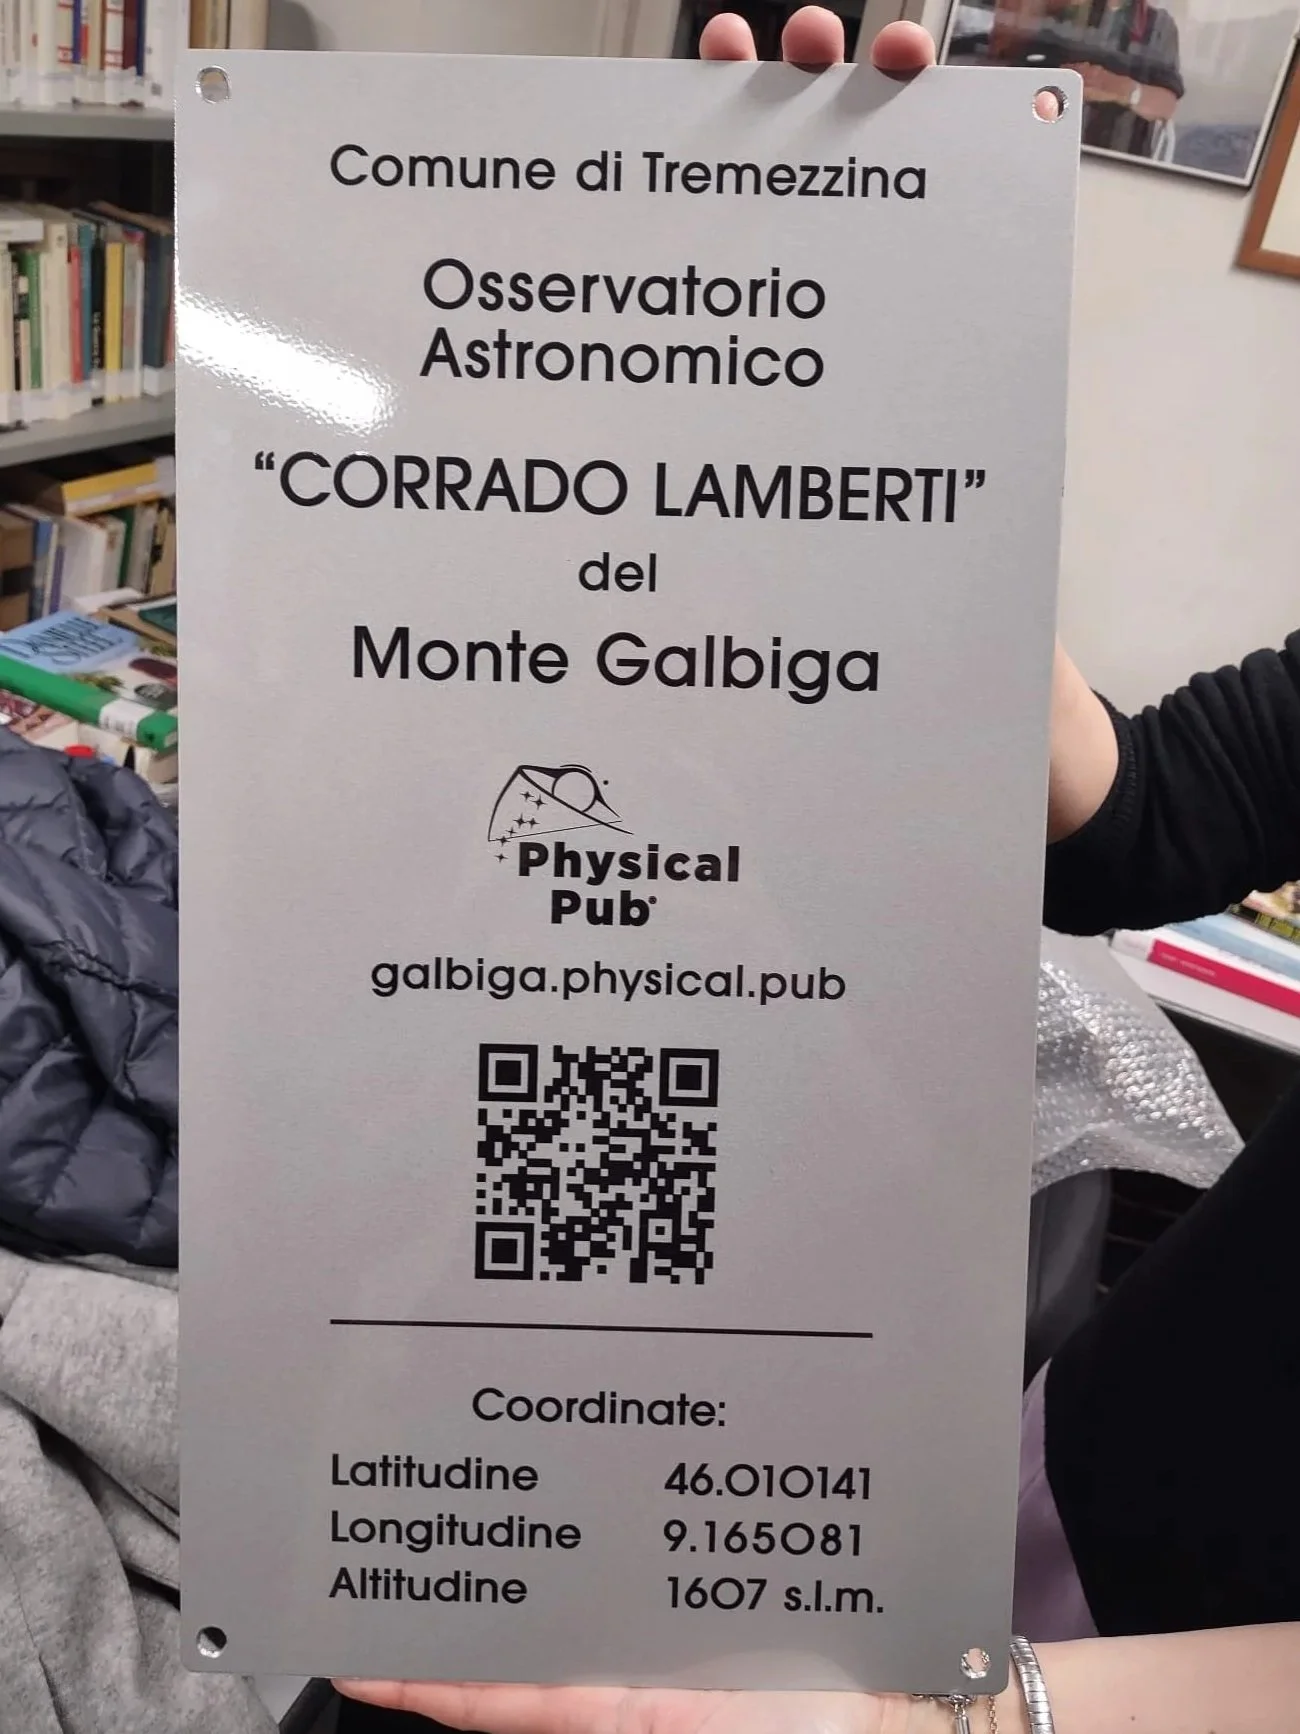 Comune di Tremezzina
Osservatorio
Astronomico
“CORRADO LAMBERTI”
del
Monte Galbiga
Physical
Pub
galbiga.physical.pub
Coordinate:
Latitudine 46.010141
Longitudine 9.165081
Altitudine 1607 s.l.m.